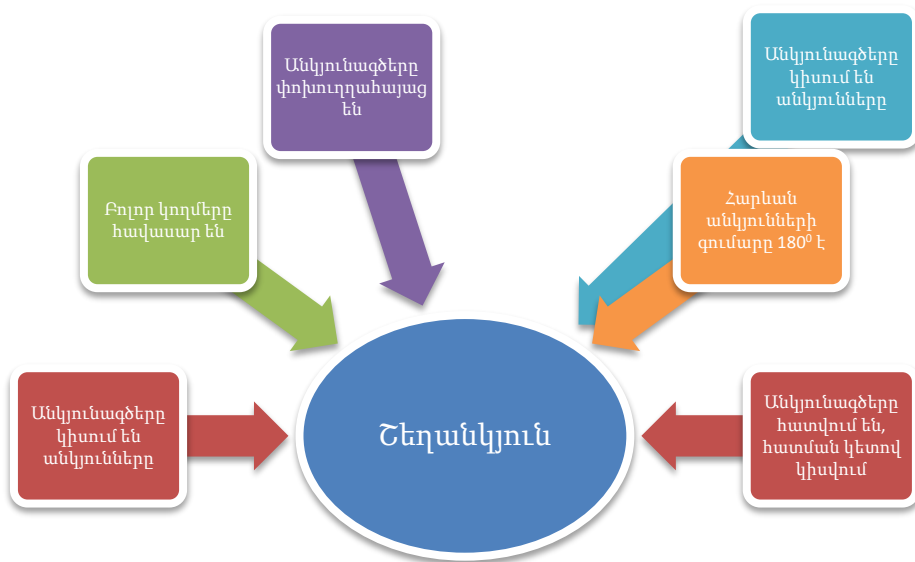 Անկյունագծերը
փոխուղղահայաց
են
Անկյունագծերը
կիսում են
անկյունները
Բոլոր կողմերը
հավասար են
Հարևան
անկյունների
գումարը 180⁰ է
Անկյունագծերը
կիսում են
անկյունները
Շեղանկյուն
Անկյունագծերը
հատվում են,
հատման կետով
կիսվում